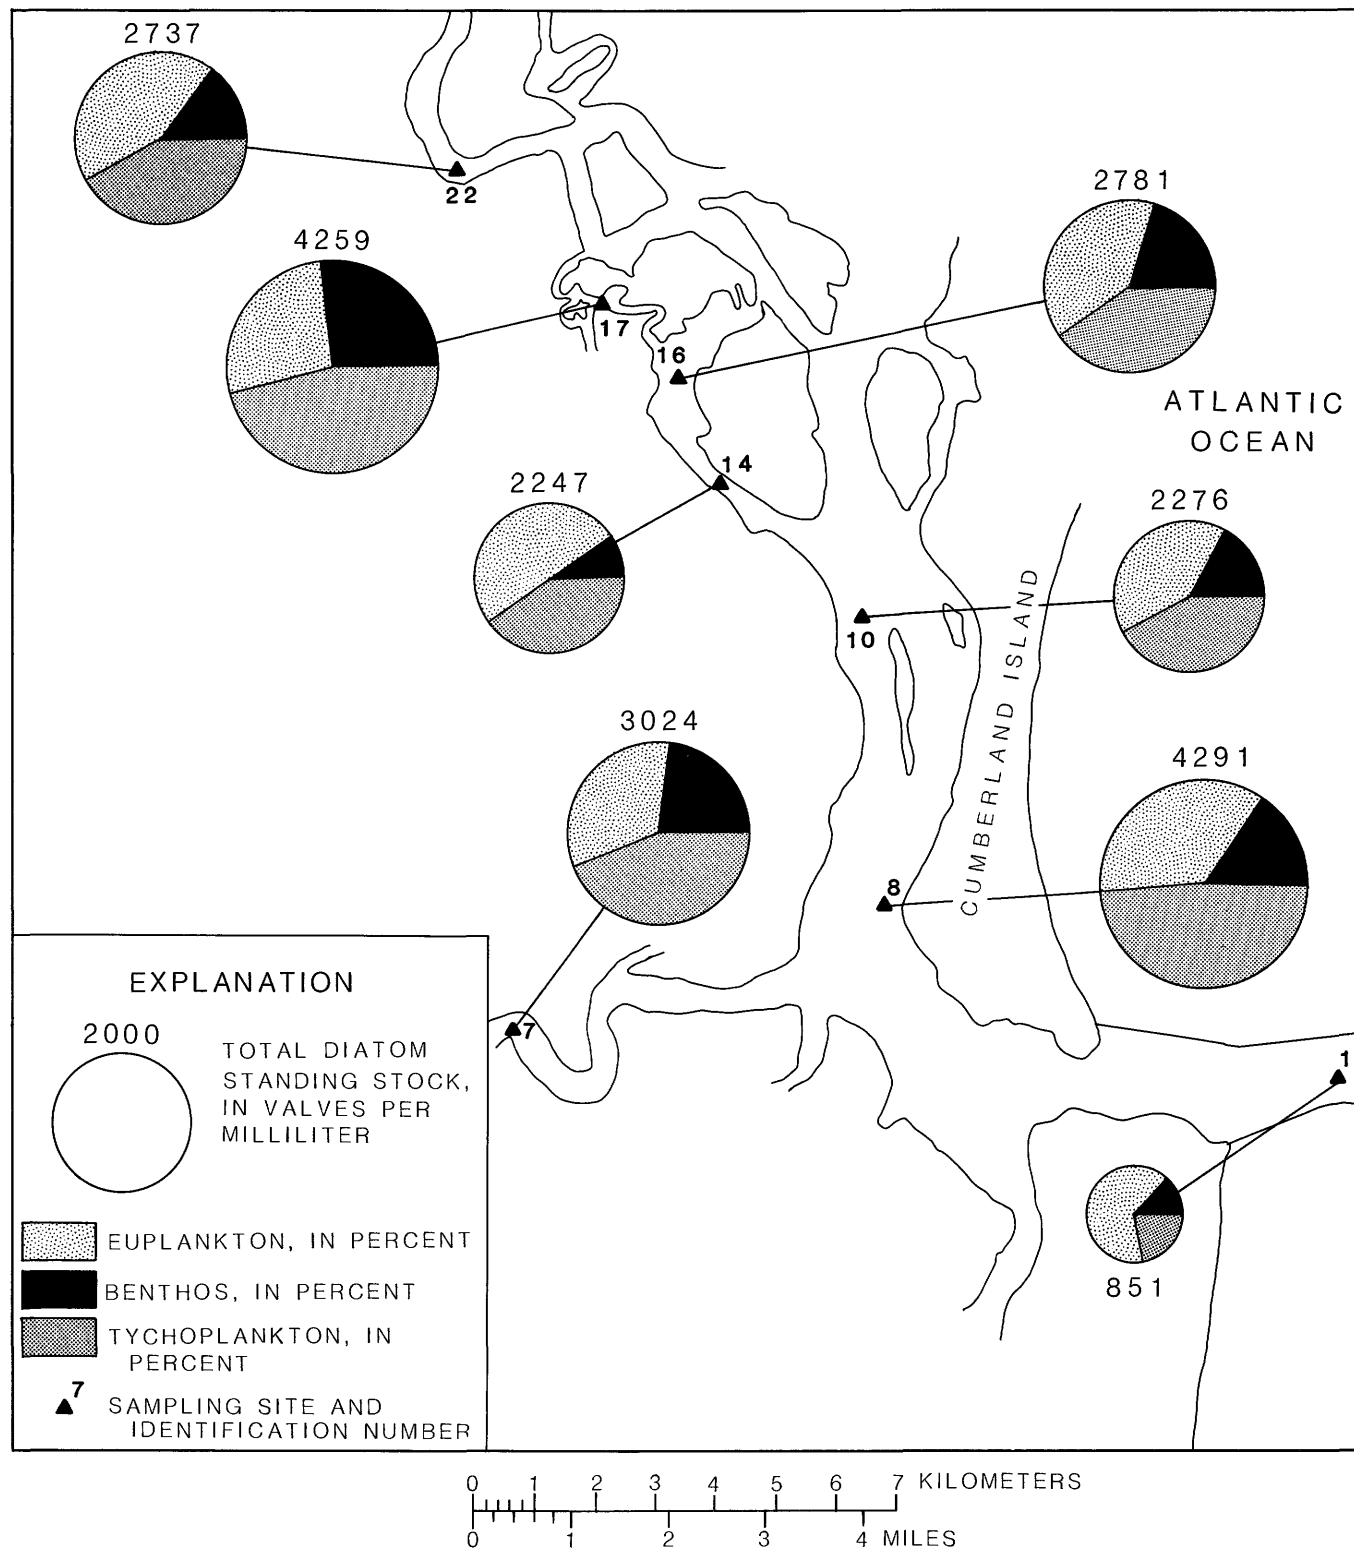 2737
22
4259
17
2781
16
ATLANTIC
OCEAN
14
2247
2276
10
CUMBERLAND ISLAND
3024
4291
8
7
1
851
EXPLANATION
2000
TOTAL DIATOM
STANDING STOCK,
IN VALVES PER
MILLILITER
EUPLANKTON, IN PERCENT
BENTHOS, IN PERCENT
TYCHOPLANKTON, IN
PERCENT
7
SAMPLING SITE AND
IDENTIFICATION NUMBER
0 1 2 3 4 5 6 7 KILOMETERS
0 1 2 3 4 MILES